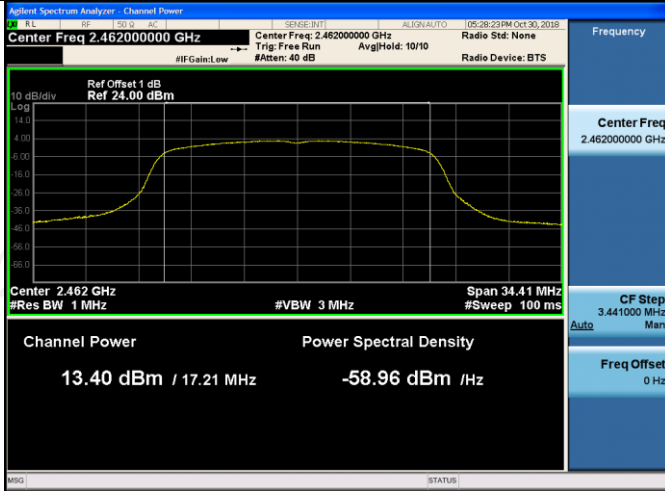 Agilent Spectrum Analyzer - Channel Power
RL RF 50 Ω AC SENSE:INT ALIGN AUTO 05:28:23 PM Oct 30, 2018
Center Freq 2.462000000 GHz
Center Freq: 2.462000000 GHz
Radio Std: None
Trig: Free Run Avg|Hold: 10/10
#IFGain:Low
#Atten: 40 dB
Radio Device: BTS
Ref Offset 1 dB
10 dB/div Ref 24.00 dBm
Log
14.0
4.00
-6.00
-16.0
-26.0
-36.0
-46.0
-56.0
-66.0
Center 2.462 GHz Span 34.41 MHz
#Res BW 1 MHz #VBW 3 MHz #Sweep 100 ms
Channel Power Power Spectral Density
13.40 dBm / 17.21 MHz -58.96 dBm /Hz
MSG STATUS
Frequency
Center Freq
2.462000000 GHz
CF Step
3.441000 MHz
Auto Man
Freq Offset
0 Hz